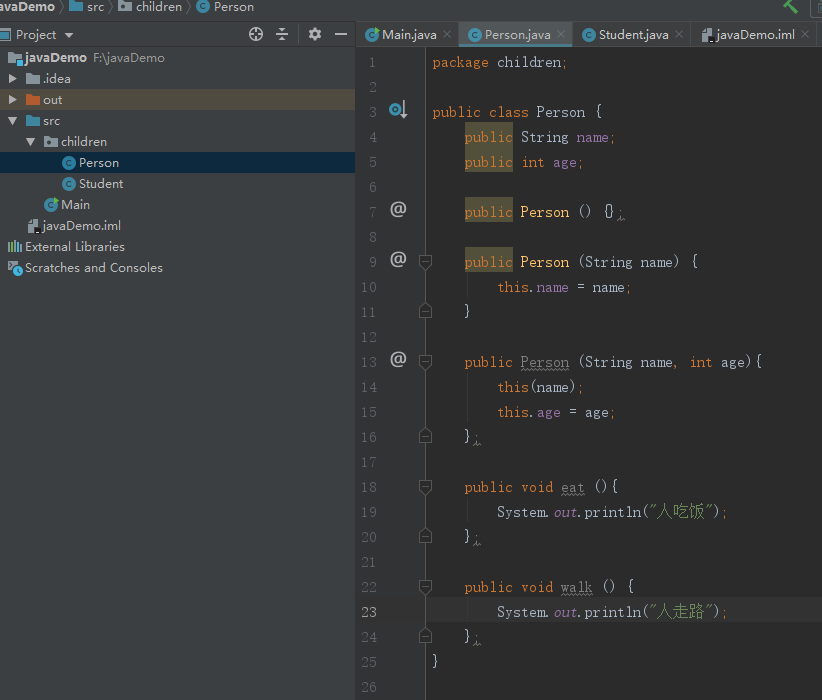 avaDemo src children Person
Project
Main.java Person.java Student.java javaDemo.iml
javaDemo F:\javaDemo
.idea
out
src
children
Person
Student
Main
javaDemo.iml
External Libraries
Scratches and Consoles
1 package children;
2
3 public class Person {
4 public String name;
5 public int age;
6
7 @ public Person () {};
8
9 @ public Person (String name) {
10 this.name = name;
11 }
12
13 @ public Person (String name, int age){
14 this(name);
15 this.age = age;
16 };
17
18 public void eat (){
19 System.out.println("人吃饭");
20 };
21
22 public void walk () {
23 System.out.println("人走路");
24 };
25 }
26